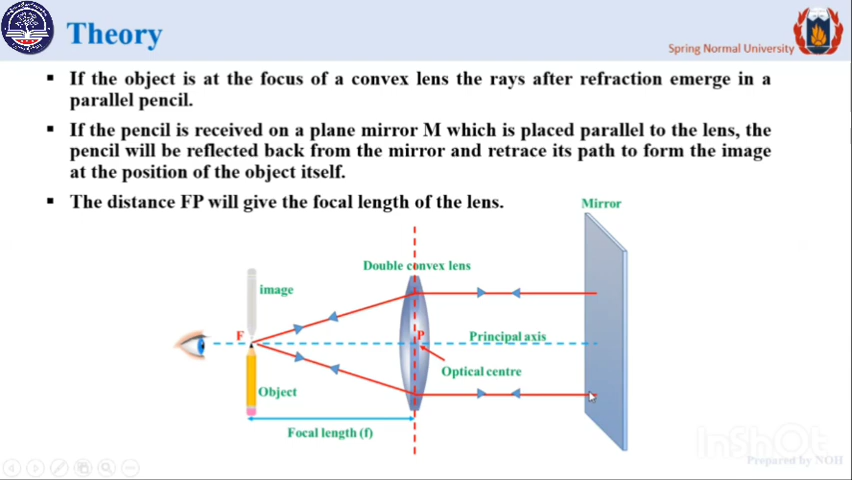 Theory
Spring Normal University
▪ If the object is at the focus of a convex lens the rays after refraction emerge in a
parallel pencil.
▪ If the pencil is received on a plane mirror M which is placed parallel to the lens, the
pencil will be reflected back from the mirror and retrace its path to form the image
at the position of the object itself.
▪ The distance FP will give the focal length of the lens.
Mirror
Double convex lens
image
F
P
Principal axis
Optical centre
Object
Focal length (f)
InShOt
Prepared by NOH